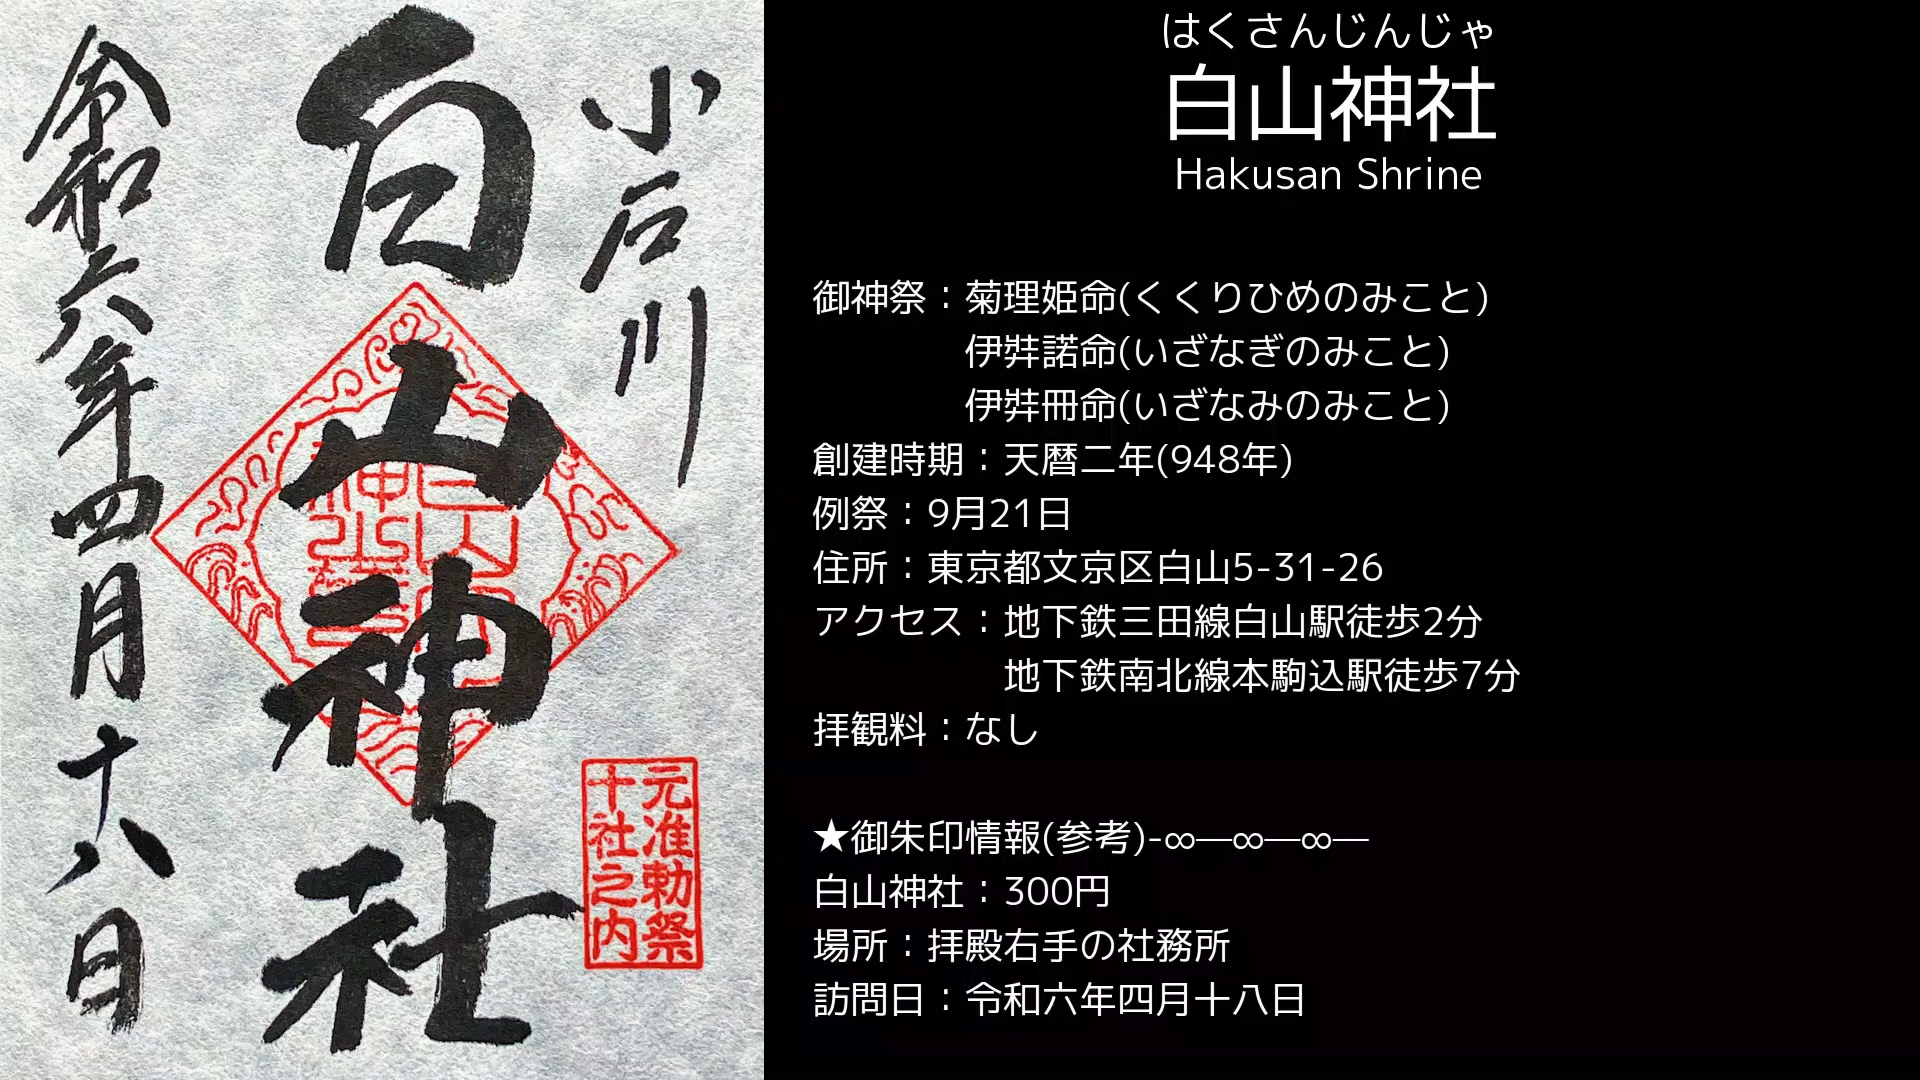 小戸川
白山神社
令和六年四月十八日
元准勅祭
十社之内
はくさんじんじゃ
白山神社
Hakusan Shrine
御神祭：菊理姫命(くくりひめのみこと)
伊弉諾命(いざなぎのみこと)
伊弉冊命(いざなみのみこと)
創建時期：天暦二年(948年)
例祭：9月21日
住所：東京都文京区白山5-31-26
アクセス：地下鉄三田線白山駅徒歩2分
地下鉄南北線本駒込駅徒歩7分
拝観料：なし
★御朱印情報(参考)-∞—∞—∞—
白山神社：300円
場所：拝殿右手の社務所
訪問日：令和六年四月十八日